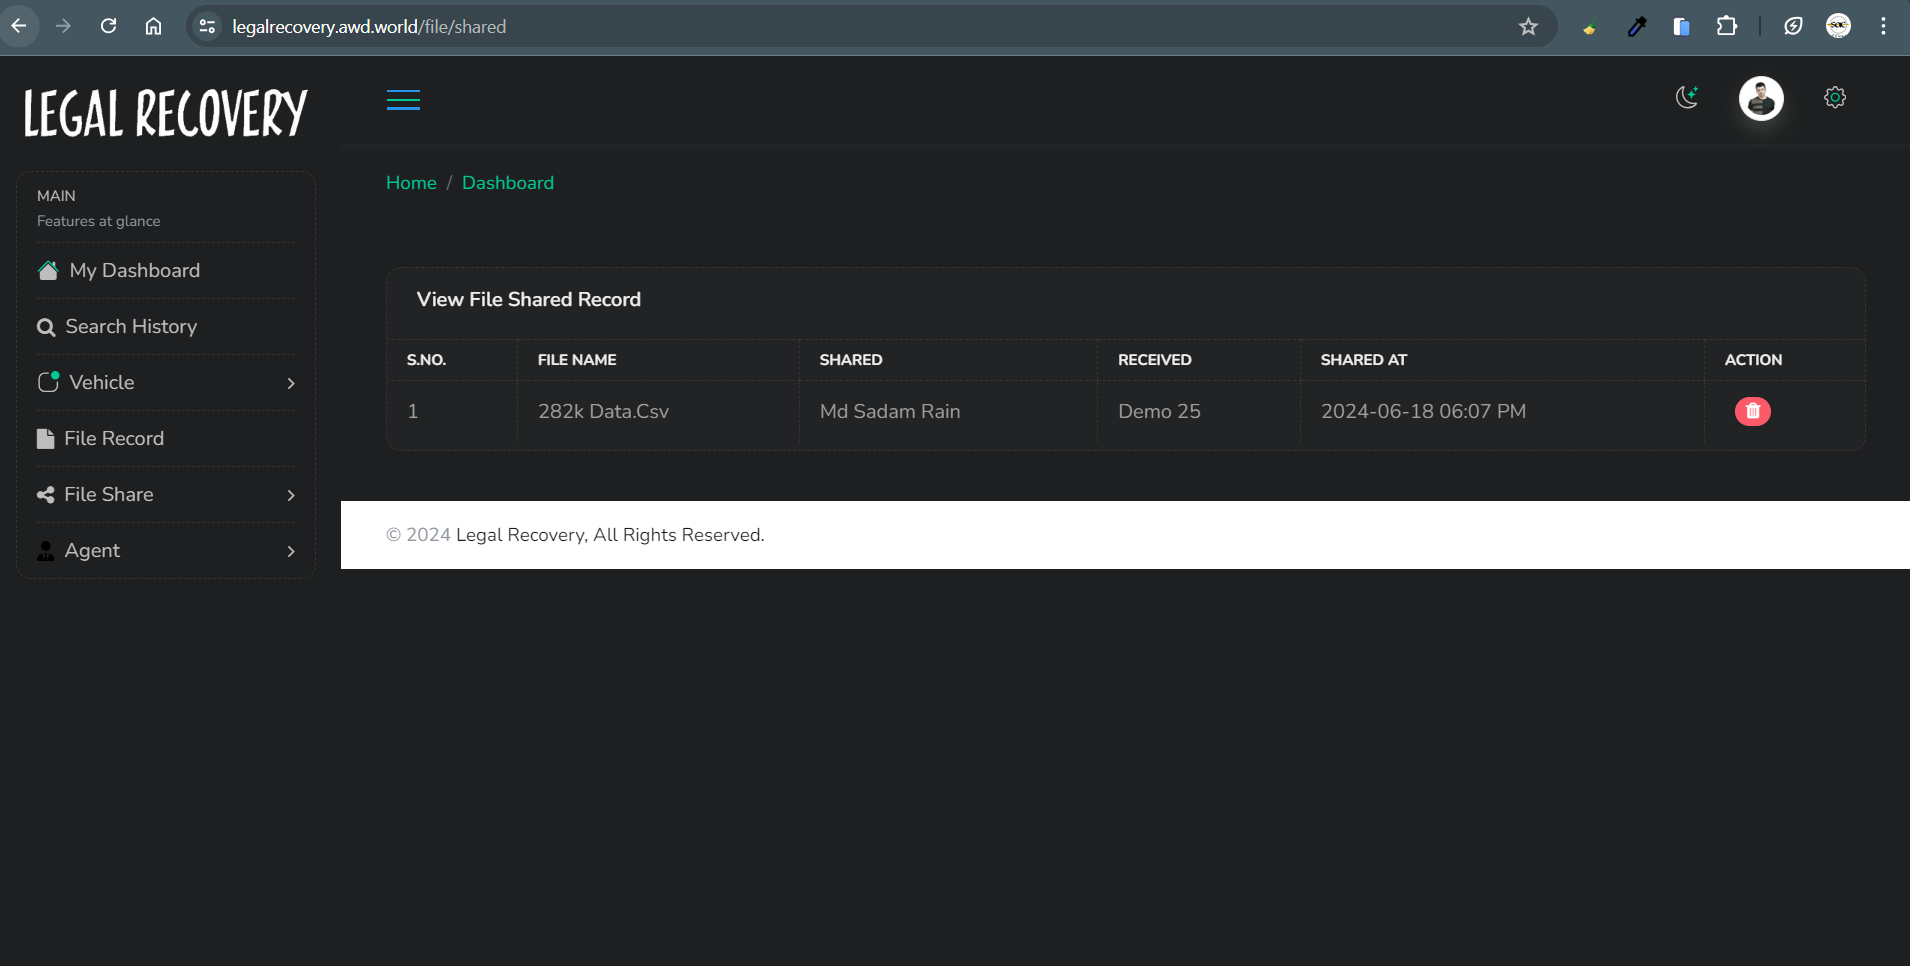 legalrecovery.awd.world/file/shared
LEGAL RECOVERY
MAIN
Features at glance
My Dashboard
Search History
Vehicle
File Record
File Share
Agent
Home / Dashboard
View File Shared Record
S.NO. FILE NAME SHARED RECEIVED SHARED AT ACTION
1 282k Data.Csv Md Sadam Rain Demo 25 2024-06-18 06:07 PM
© 2024 Legal Recovery, All Rights Reserved.